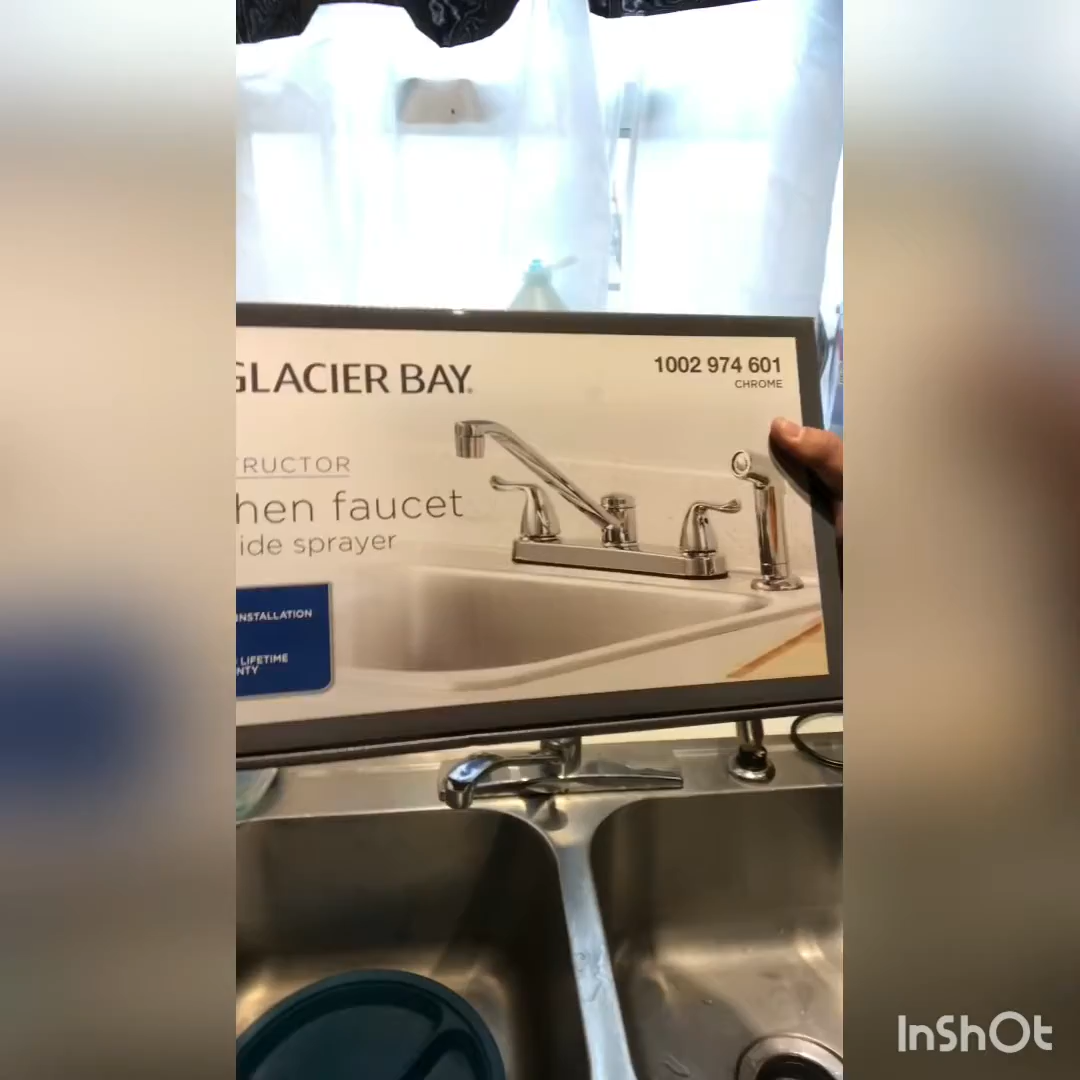 GLACIER BAY
1002 974 601
CHROME
TRUCTOR
hen faucet
ide sprayer
INSTALLATION
LIFETIME
NTY
InShOt